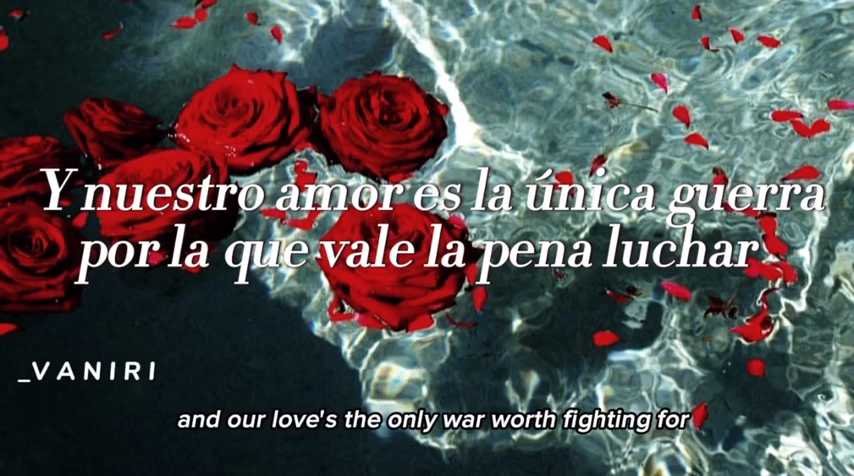 Y nuestro amor es la única guerra
por la que vale la pena luchar
_VANIRI
and our love's the only war worth fighting for